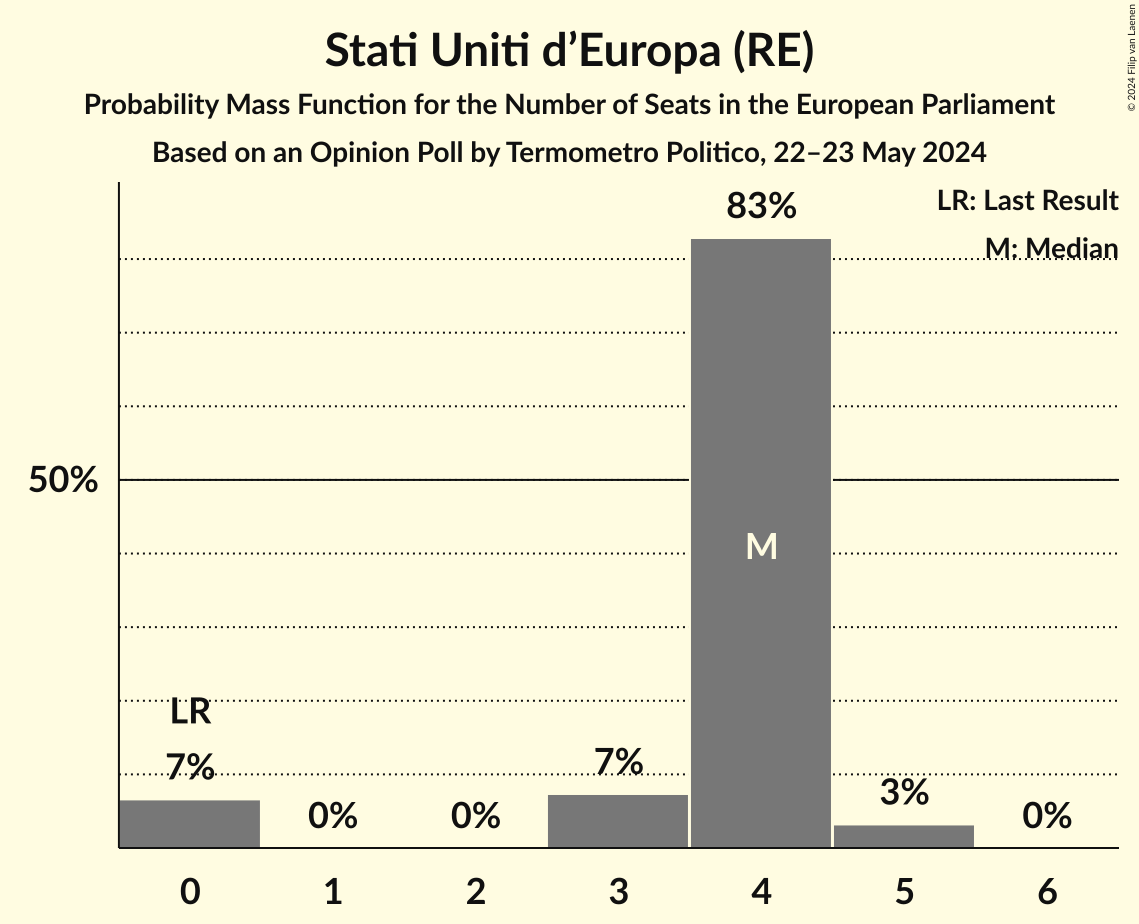 Stati Uniti d’Europa (RE)
Probability Mass Function for the Number of Seats in the European Parliament
Based on an Opinion Poll by Termometro Politico, 22–23 May 2024
© 2024 Filip van Laenen
LR: Last Result
M: Median
83%
50%
M
LR
7%
0%
0%
7%
3%
0%
0
1
2
3
4
5
6